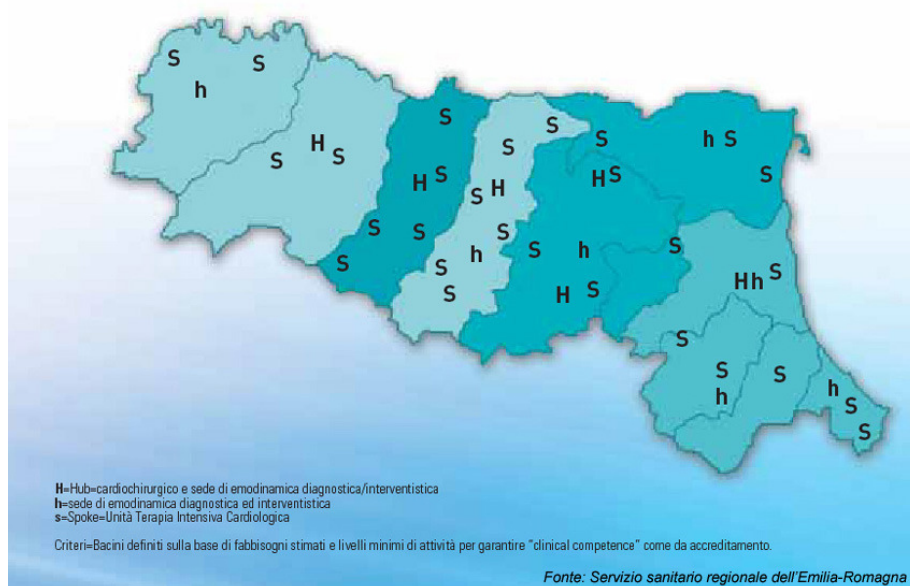 S S
h
S S
S h S
H S
S S
H S H S S
S H
S S S
S h S
h
S S
H h S
S H S
S
S S
h h
S
S
H=Hub=cardiochirurgico e sede di emodinamica diagnostica/interventistica
h=sede di emodinamica diagnostica ed interventistica
s=Spoke=Unità Terapia Intensiva Cardiologica
Criteri=Bacini definiti sulla base di fabbisogni stimati e livelli minimi di attività per garantire "clinical competence" come da accreditamento.
Fonte: Servizio sanitario regionale dell'Emilia-Romagna